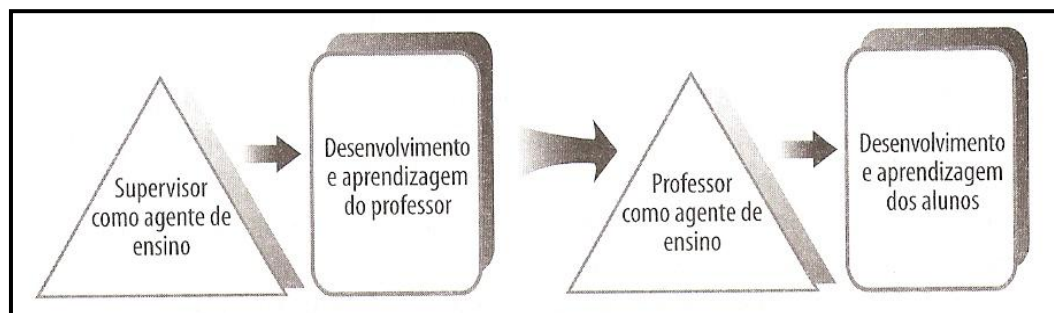 Supervisor
como agente de
ensino
Desenvolvimento
e aprendizagem
do professor
Professor
como agente de
ensino
Desenvolvimento
e aprendizagem
dos alunos